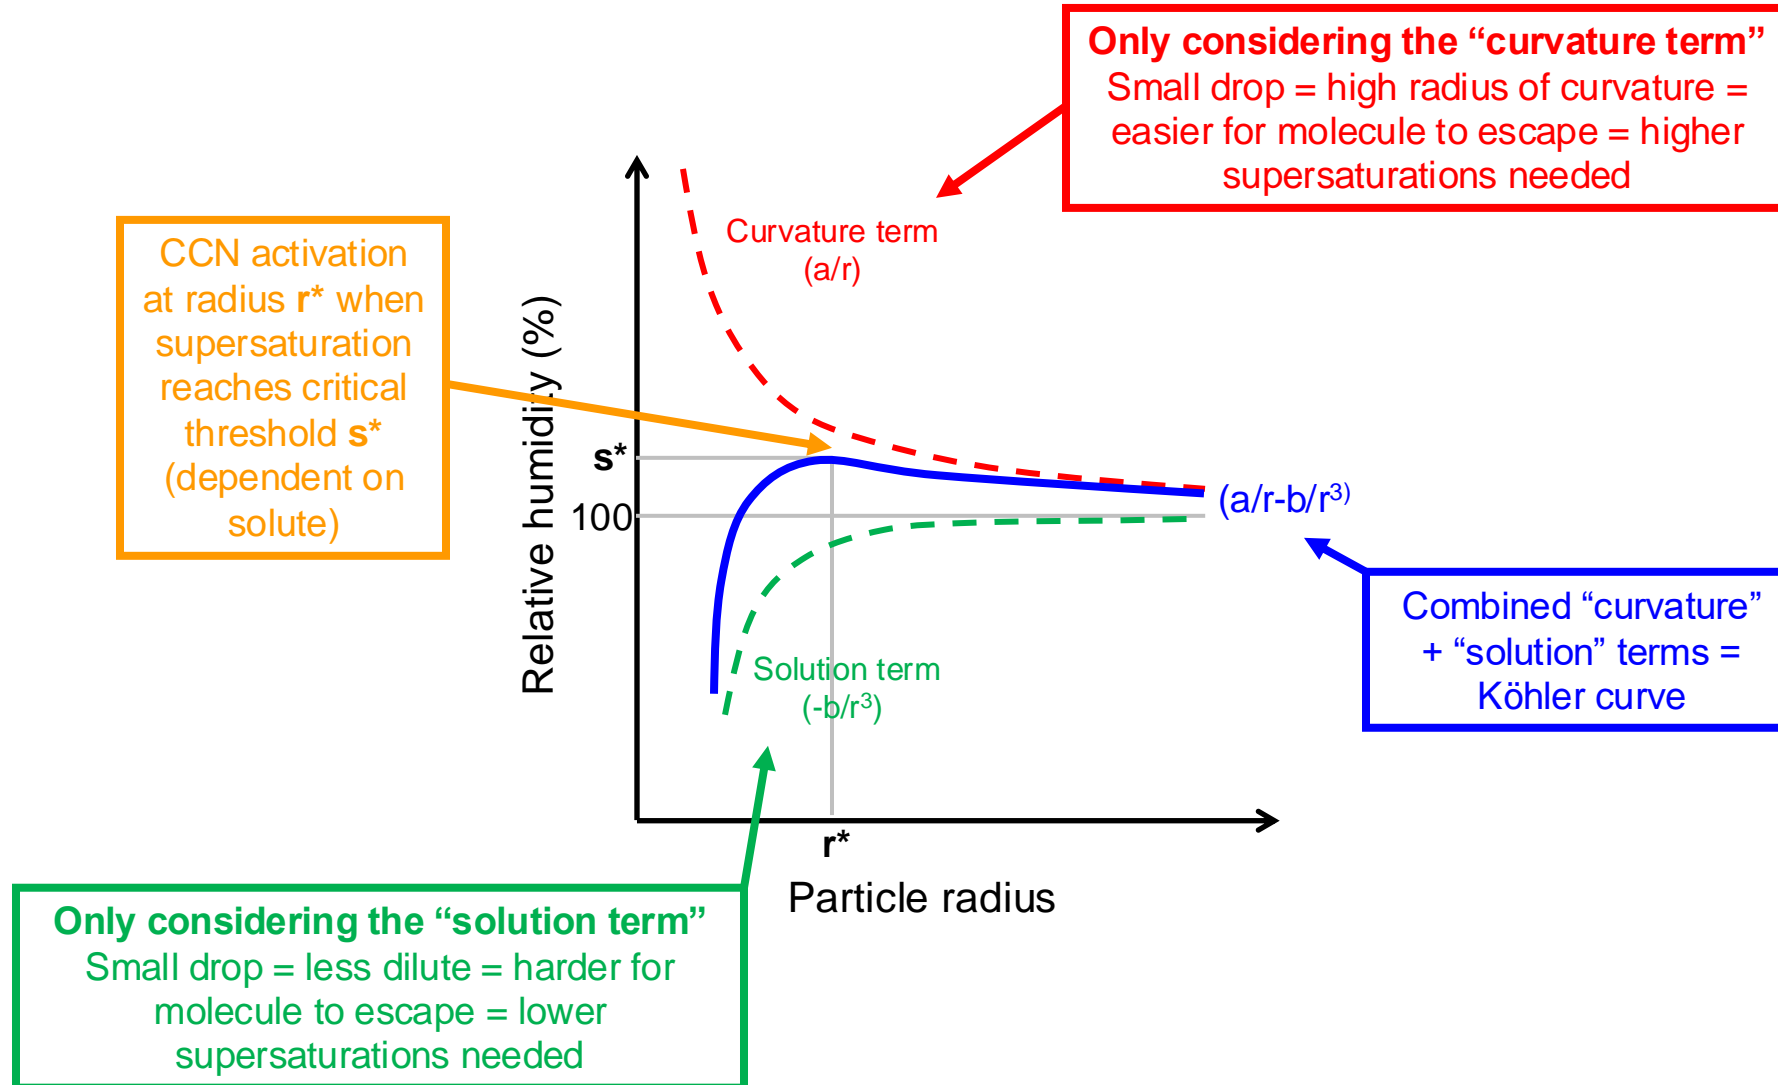 Only considering the “curvature term”
Small drop = high radius of curvature =
easier for molecule to escape = higher
supersaturations needed
CCN activation
at radius r* when
supersaturation
reaches critical
threshold s*
(dependent on
solute)
Curvature term
(a/r)
Relative humidity (%)
s*
100
(a/r-b/r³⁾
Combined “curvature”
+ “solution” terms =
Köhler curve
Solution term
(-b/r³)
r*
Particle radius
Only considering the “solution term”
Small drop = less dilute = harder for
molecule to escape = lower
supersaturations needed